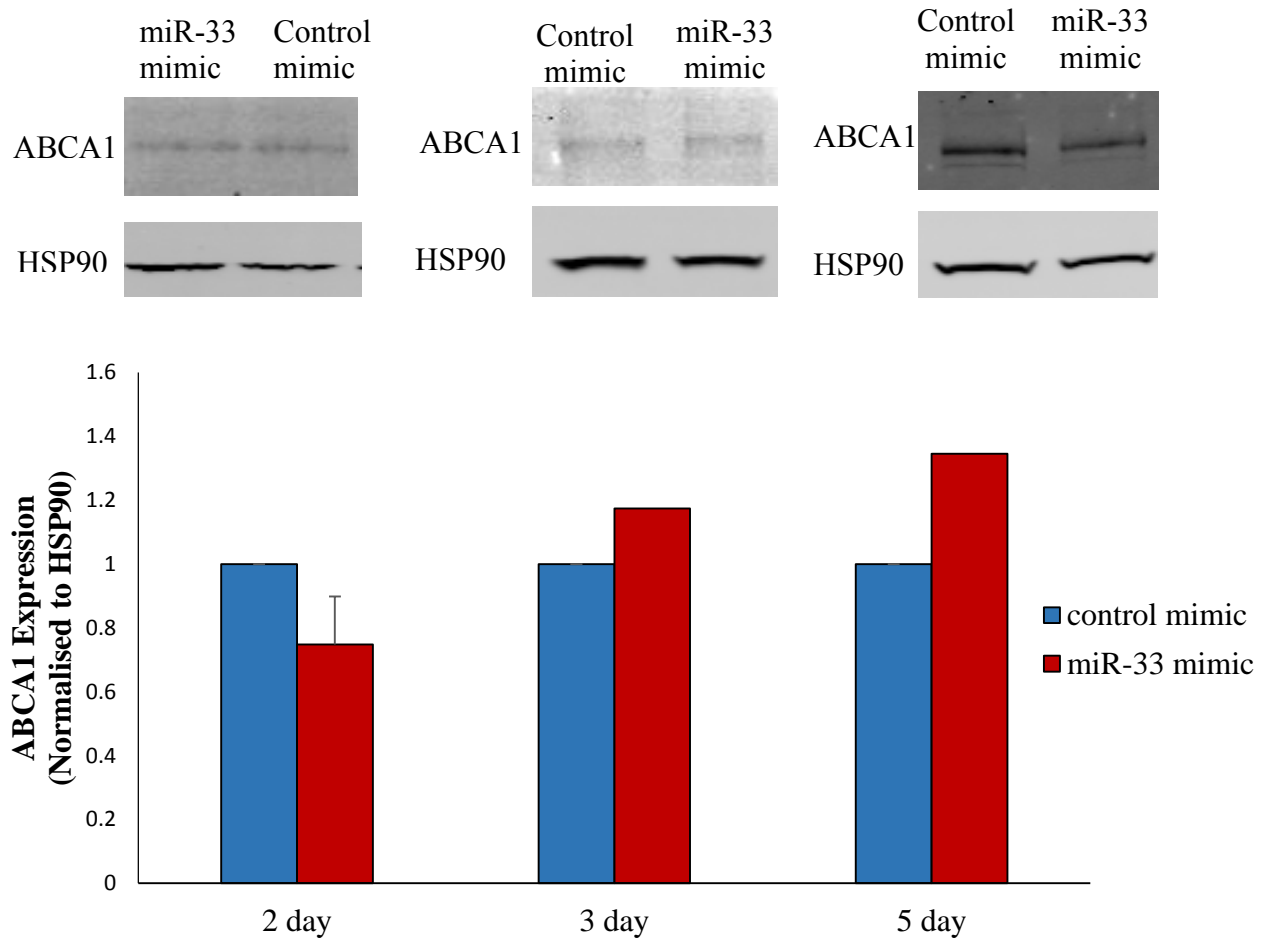 miR-33 Control
mimic mimic
Control miR-33
mimic mimic
Control miR-33
mimic mimic
ABCA1
ABCA1
ABCA1
HSP90
HSP90
HSP90
1.6
1.4
1.2
1
0.8
0.6
0.4
0.2
0
ABCA1 Expression
(Normalised to HSP90)
control mimic
miR-33 mimic
2 day
3 day
5 day